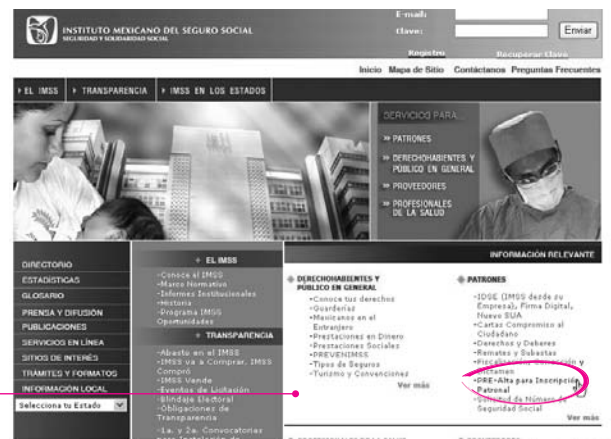 E-mail:
Clave:
Enviar
Registro
Recuperar Clave
INSTITUTO MEXICANO DEL SEGURO SOCIAL
SEGURIDAD Y SOLIDARIDAD SOCIAL
Inicio Mapa de Sitio Contáctanos Preguntas Frecuentes
EL IMSS
TRANSPARENCIA
IMSS EN LOS ESTADOS
SERVICIOS PARA...
PATRONES
DERECHOHABIENTES Y
PÚBLICO EN GENERAL
PROVEEDORES
PROFESIONALES
DE LA SALUD
INFORMACIÓN RELEVANTE
DIRECTORIO
ESTADÍSTICAS
GLOSARIO
PRENSA Y DIFUSIÓN
PUBLICACIONES
SERVICIOS EN LÍNEA
SITIOS DE INTERÉS
TRÁMITES Y FORMATOS
INFORMACIÓN LOCAL
Selecciona tu Estado
EL IMSS
-Conoce al IMSS
-Marco Normativo
-Informes Institucionales
-Historia
-Programa IMSS
Oportunidades
TRANSPARENCIA
-Abasto en el IMSS
-IMSS va a Comprar, IMSS
Compró
-IMSS Vende
-Eventos de Licitación
-Blindaje Electoral
-Obligaciones de
Transparencia
-1a. y 2a. Convocatorias
para Instalación de
DERECHOHABIENTES Y
PÚBLICO EN GENERAL
-Conoce tus derechos
-Guarderías
-Mexicanos en el
Extranjero
-Prestaciones en Dinero
-Prestaciones Sociales
-PREVENIMSS
-Tipos de Seguros
-Turismo y Convenciones
Ver más
PATRONES
-IDSE (IMSS desde su
Empresa), Firma Digital,
Nuevo SUA
-Cartas Compromiso al
Ciudadano
-Derechos y Deberes
-Remates y Subastas
-Fiscalización, Corrección y
Dictamen
-PRE-Alta para Inscripción
Patronal
-Solicitud de Número de
Seguridad Social
Ver más